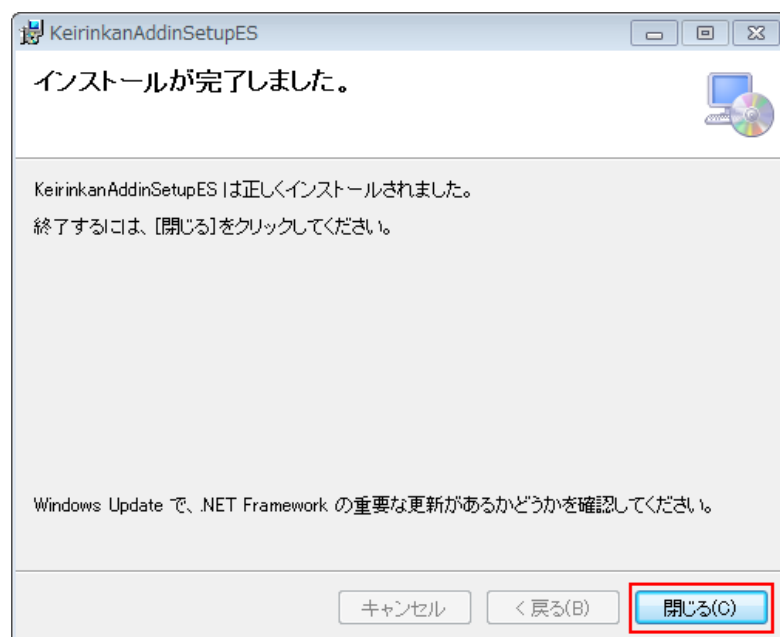 KeirinkanAddinSetupES
インストールが完了しました。
KeirinkanAddinSetupES は正しくインストールされました。
終了するには、[閉じる]をクリックしてください。
Windows Update で、.NET Framework の重要な更新があるかどうかを確認してください。
キャンセル
< 戻る(B)
閉じる(C)